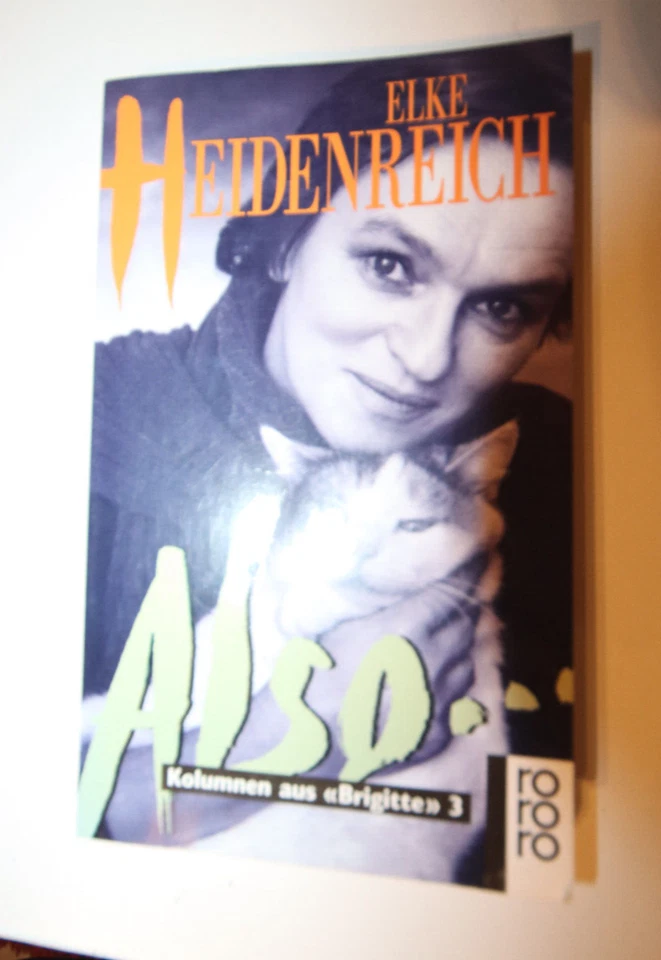 ELKE
HEIDENREICH
Also...
Kolumnen aus «Brigitte» 3
ro
ro
ro